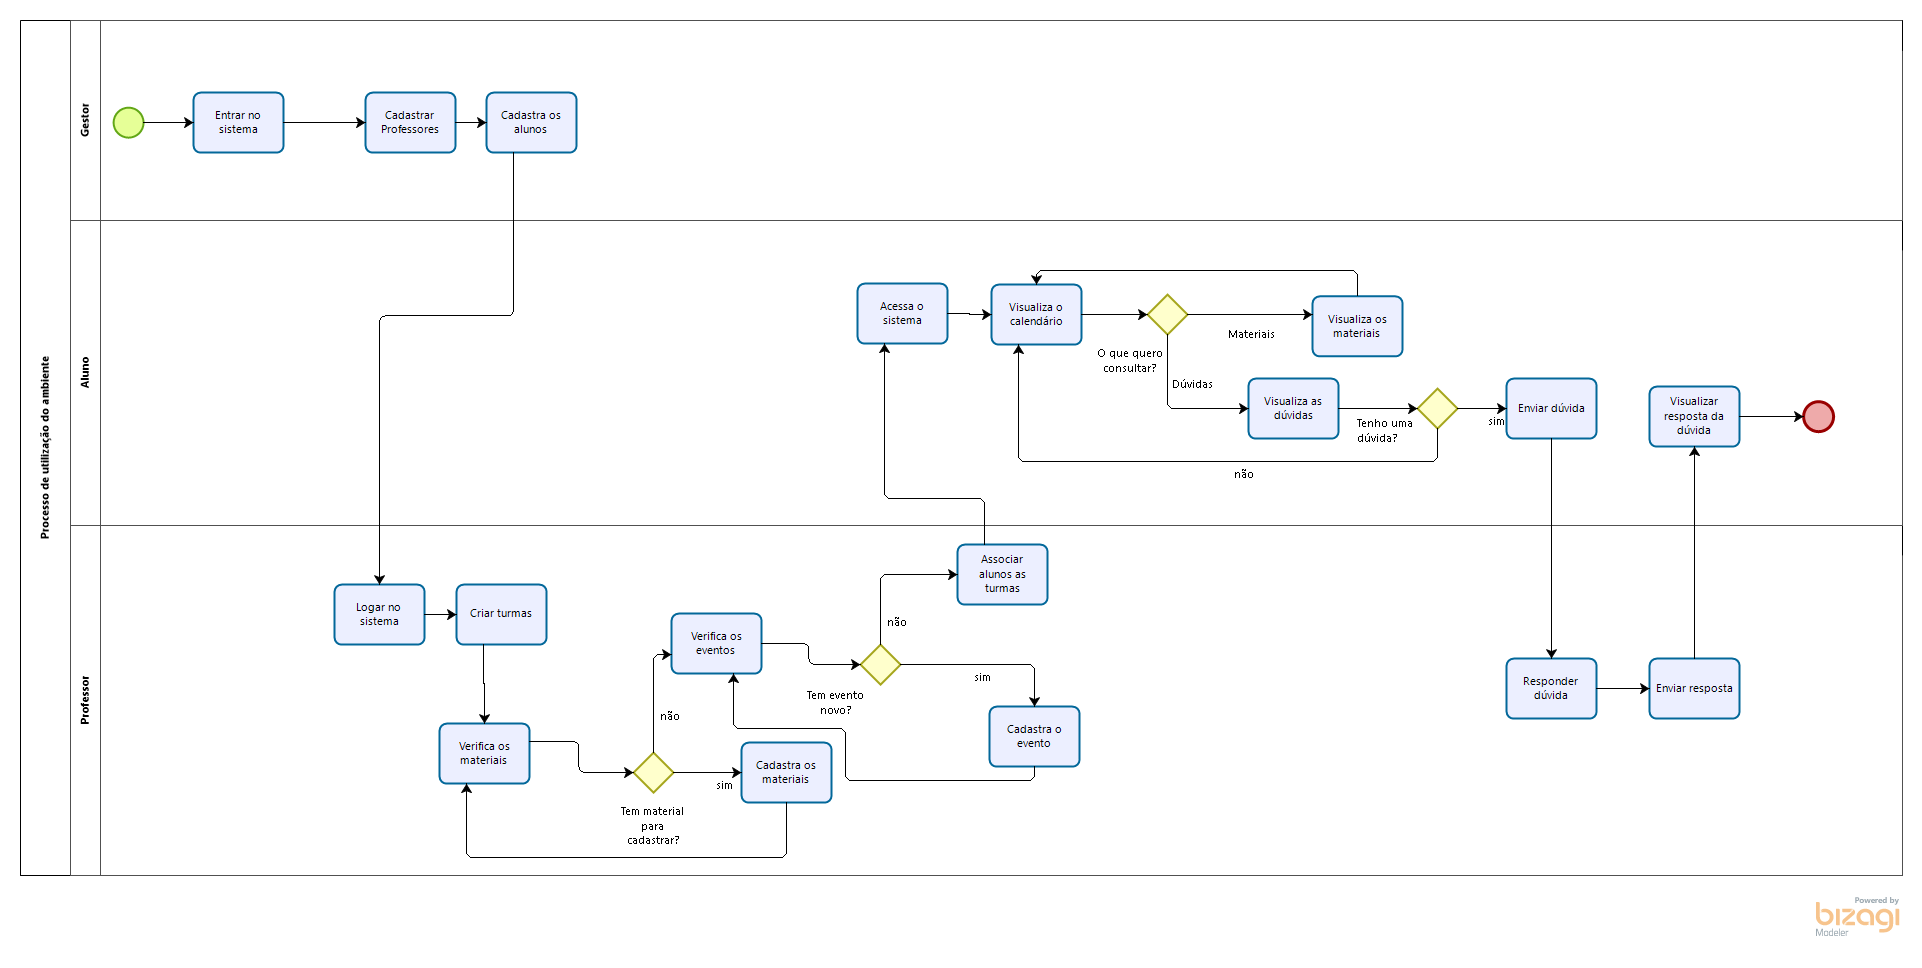 Processo de utilização do ambiente
Gestor
Entrar no
sistema
Cadastrar
Professores
Cadastra os
alunos
Aluno
Acessa o
sistema
Visualiza o
calendário
O que quero
consultar?
Materiais
Visualiza os
materiais
Dúvidas
Visualiza as
dúvidas
Tenho uma
dúvida?
sim
não
Enviar dúvida
Visualizar
resposta da
dúvida
Professor
Logar no
sistema
Criar turmas
Verifica os
materiais
Tem material
para
cadastrar?
não
sim
Cadastra os
materiais
Verifica os
eventos
Tem evento
novo?
não
sim
Cadastra o
evento
Associar
alunos as
turmas
Responder
dúvida
Enviar resposta
Powered by
bizagi
Modeler